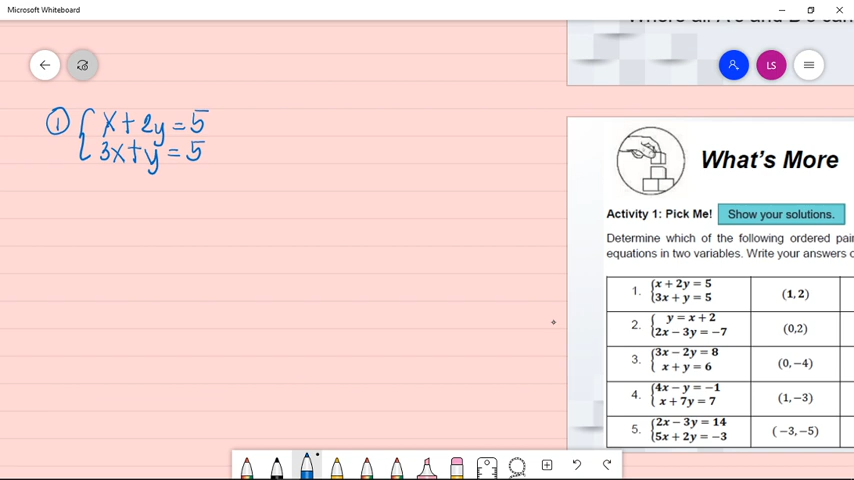 Microsoft Whiteboard
LS
① x + 2y = 5
3x + y = 5
What's More
Activity 1: Pick Me! Show your solutions.
Determine which of the following ordered
equations in two variables. Write your answers
1. x + 2y = 5
3x + y = 5
(1, 2)
2. y = x + 2
2x − 3y = −7
(0,2)
3. 3x − 2y = 8
x + y = 6
(0, −4)
4. 4x − y = −1
x + 7y = 7
(1, −3)
5. 2x − 3y = 14
5x + 2y = −3
(−3, −5)